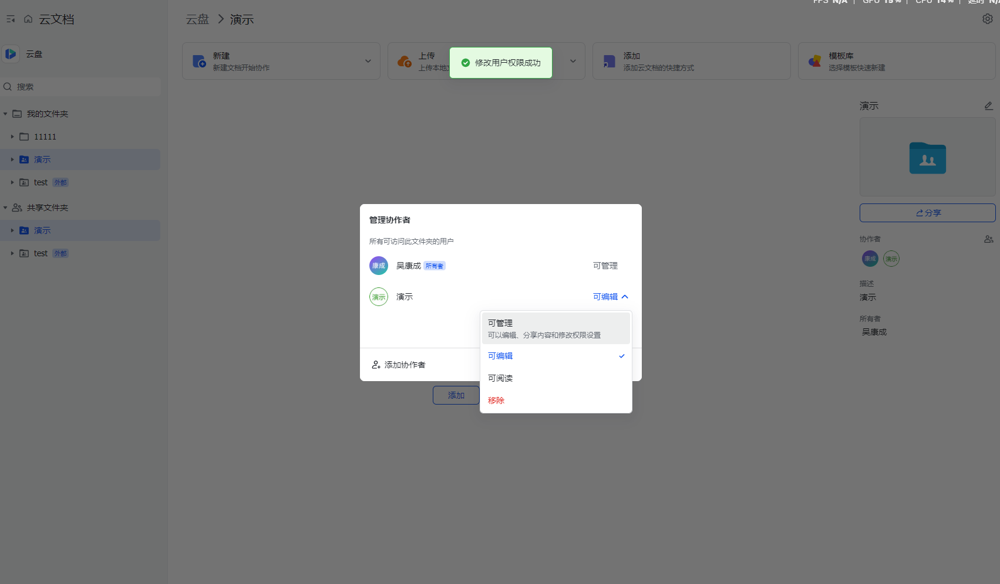 FPS N/A | GPU 15% | CPU 14% | 延时 N/A
云文档
云盘
搜索
我的文件夹
11111
演示
test 外部
共享文件夹
演示
test 外部
云盘 > 演示
新建
新建文档开始协作
上传
上传本地
修改用户权限成功
添加
添加云文档的快捷方式
模板库
选择模板快速新建
管理协作者
所有可访问此文件夹的用户
康成 吴康成 所有者 可管理
演示 演示 可编辑
可管理
可以编辑、分享内容和修改权限设置
可编辑
可阅读
移除
添加协作者
添加
演示
分享
协作者
康成 演示
描述
演示
所有者
吴康成